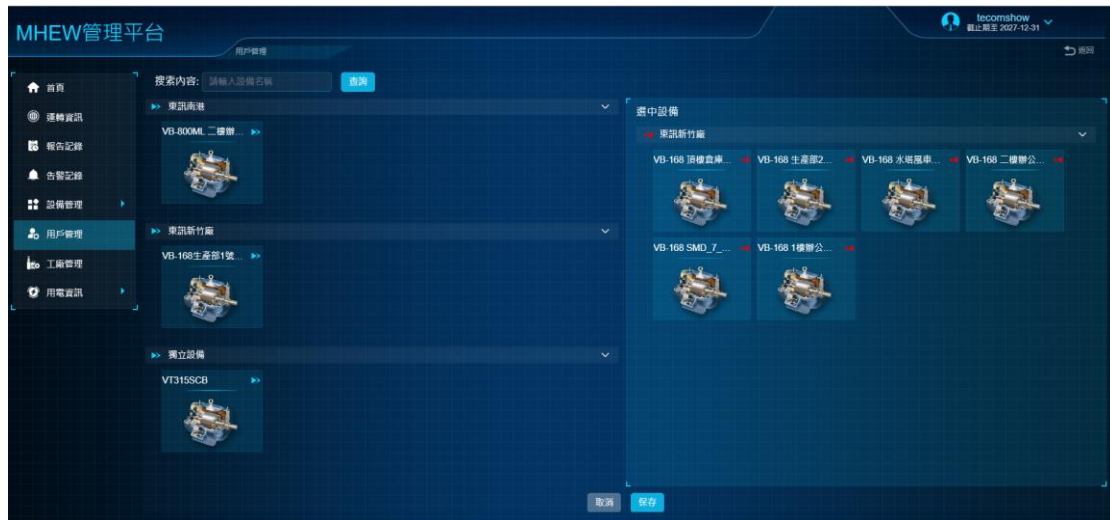 MHEW管理平台
tecomshow
截止期至 2027-12-31
用戶管理
返回
首頁
運轉資訊
報告記錄
告警記錄
設備管理
用戶管理
工廠管理
用電資訊
搜索內容: 請輸入設備名稱 查詢
東訊南港
VB-800ML 二樓辦...
東訊新竹廠
VB-168生產部1號...
獨立設備
VT315SCB
選中設備
東訊新竹廠
VB-168 頂樓倉庫... VB-168 生產部2... VB-168 水塔風車... VB-168 二樓辦公...
VB-168 SMD_7_... VB-168 1樓辦公...
取消 保存